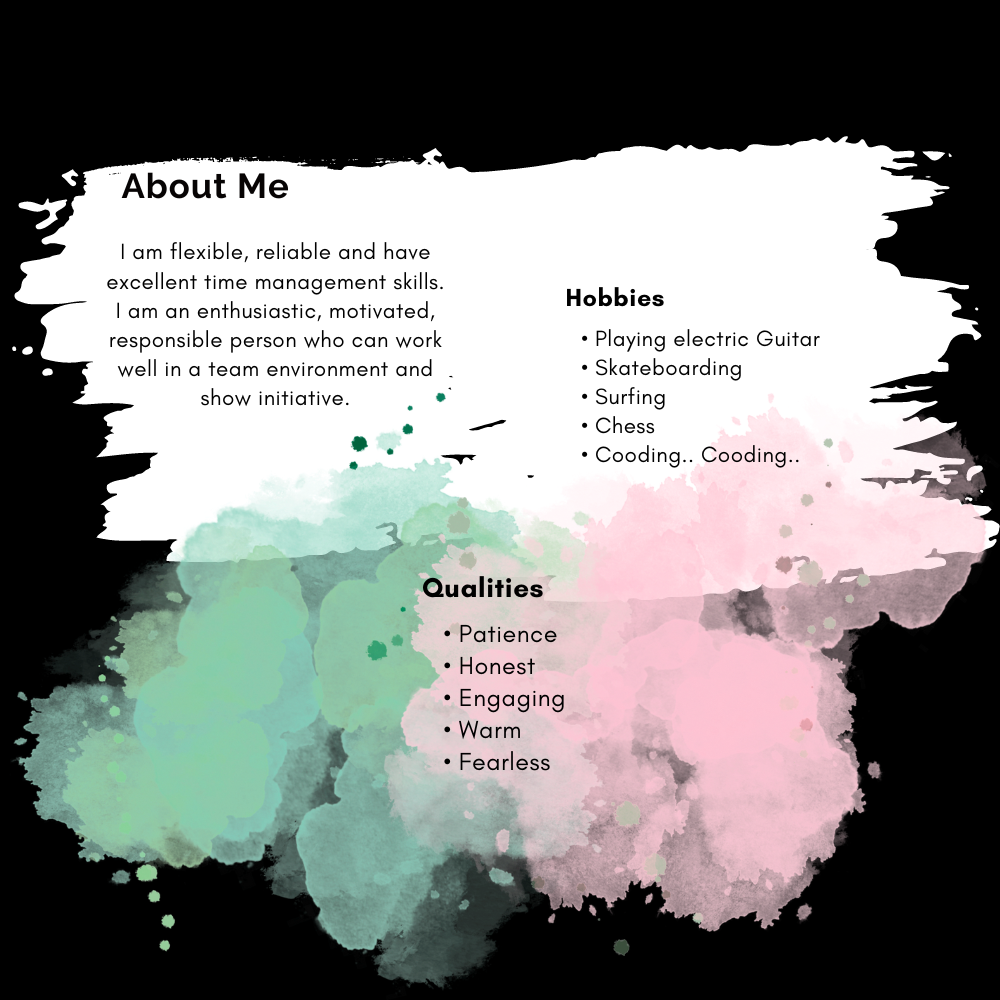 About Me
I am flexible, reliable and have
excellent time management skills.
I am an enthusiastic, motivated,
responsible person who can work
well in a team environment and
show initiative.
Hobbies
• Playing electric Guitar
• Skateboarding
• Surfing
• Chess
• Cooding.. Cooding..
Qualities
• Patience
• Honest
• Engaging
• Warm
• Fearless